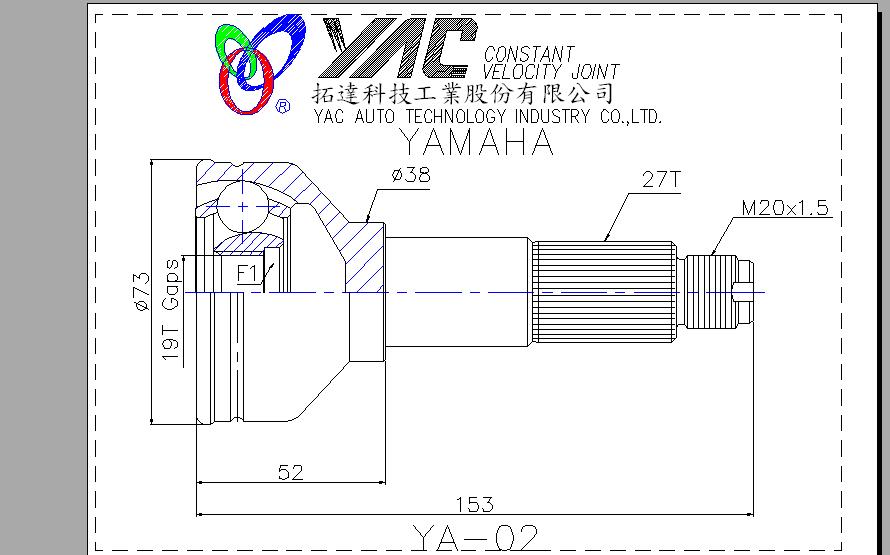 YAC
CONSTANT
VELOCITY JOINT
®
拓達科技工業股份有限公司
YAC AUTO TECHNOLOGY INDUSTRY CO.,LTD.
YAMAHA
ø38
27T
M20x1.5
ø73
19T Gaps
F1
52
153
YA-02